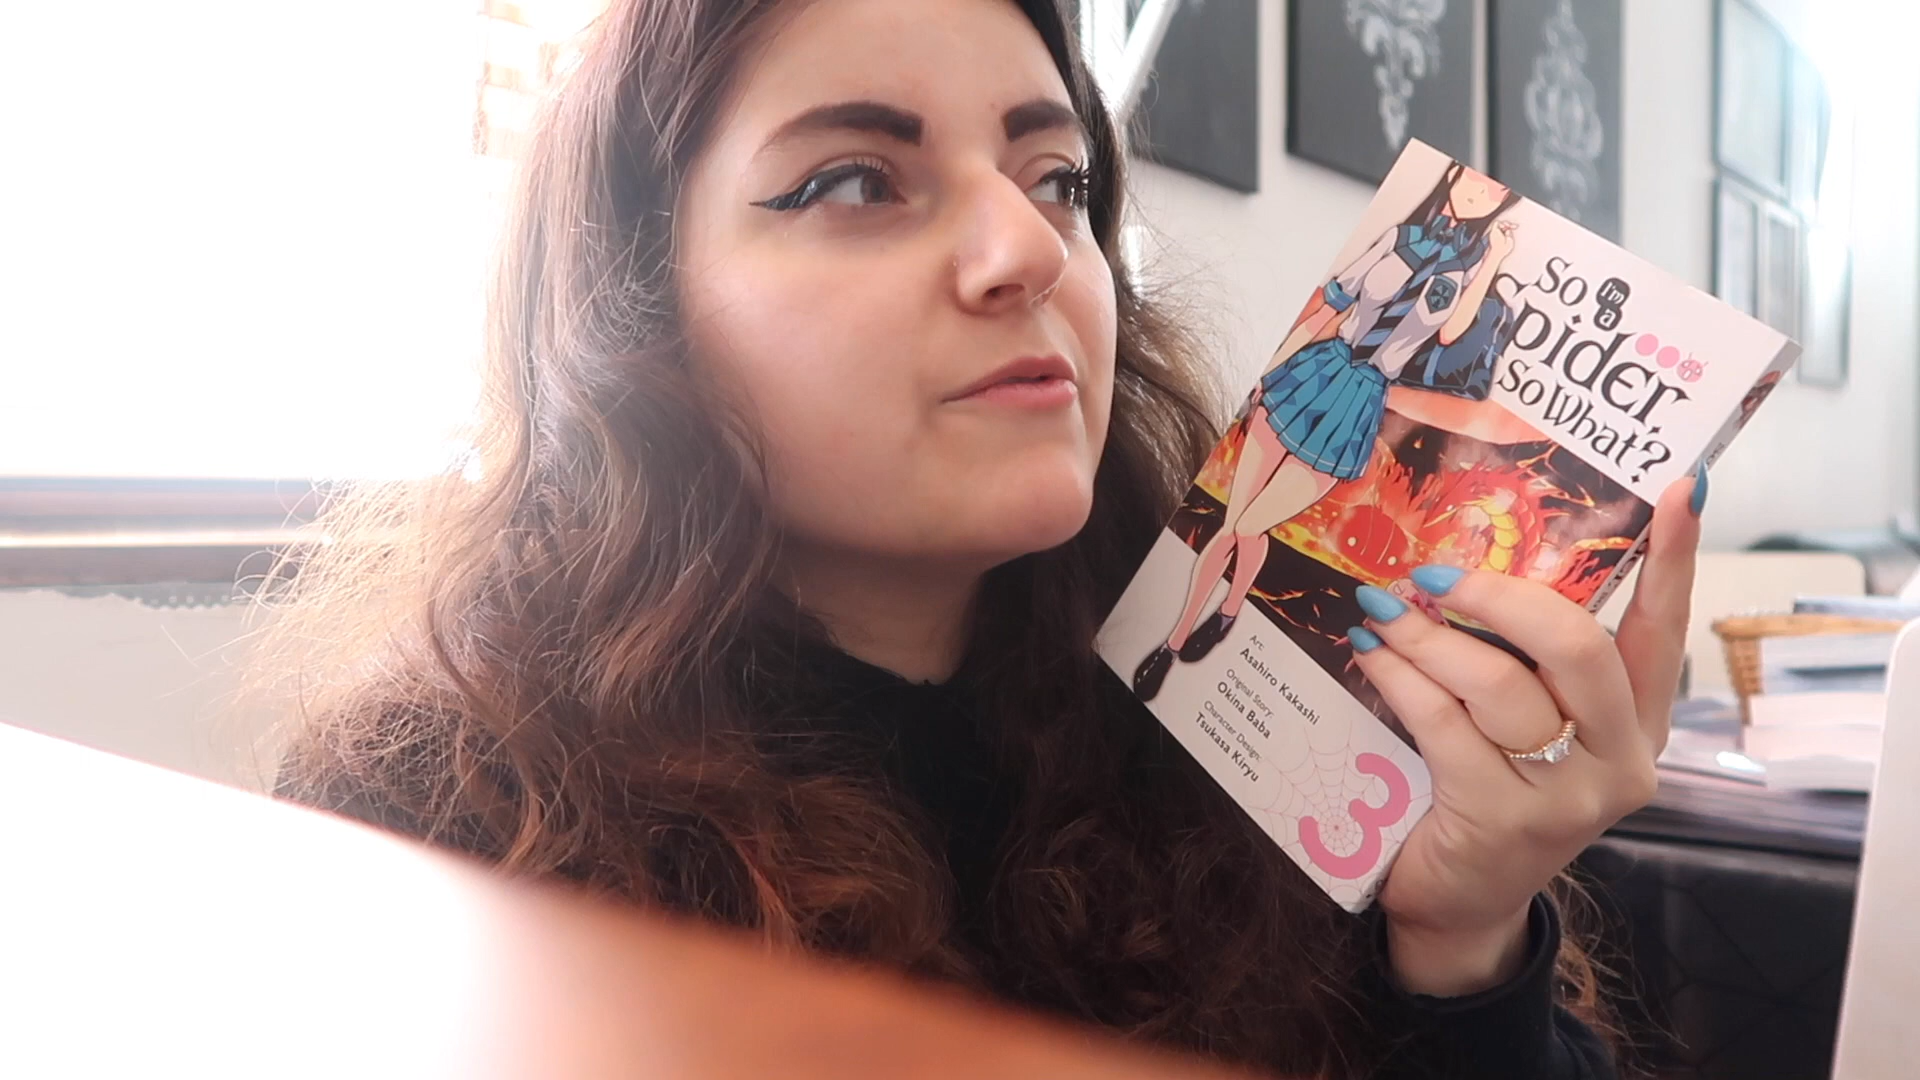 So I'm a
Spider,
So What?
Art:
Asahiro Kakashi
Original Story:
Okina Baba
Character Design:
Tsukasa Kiryu
3